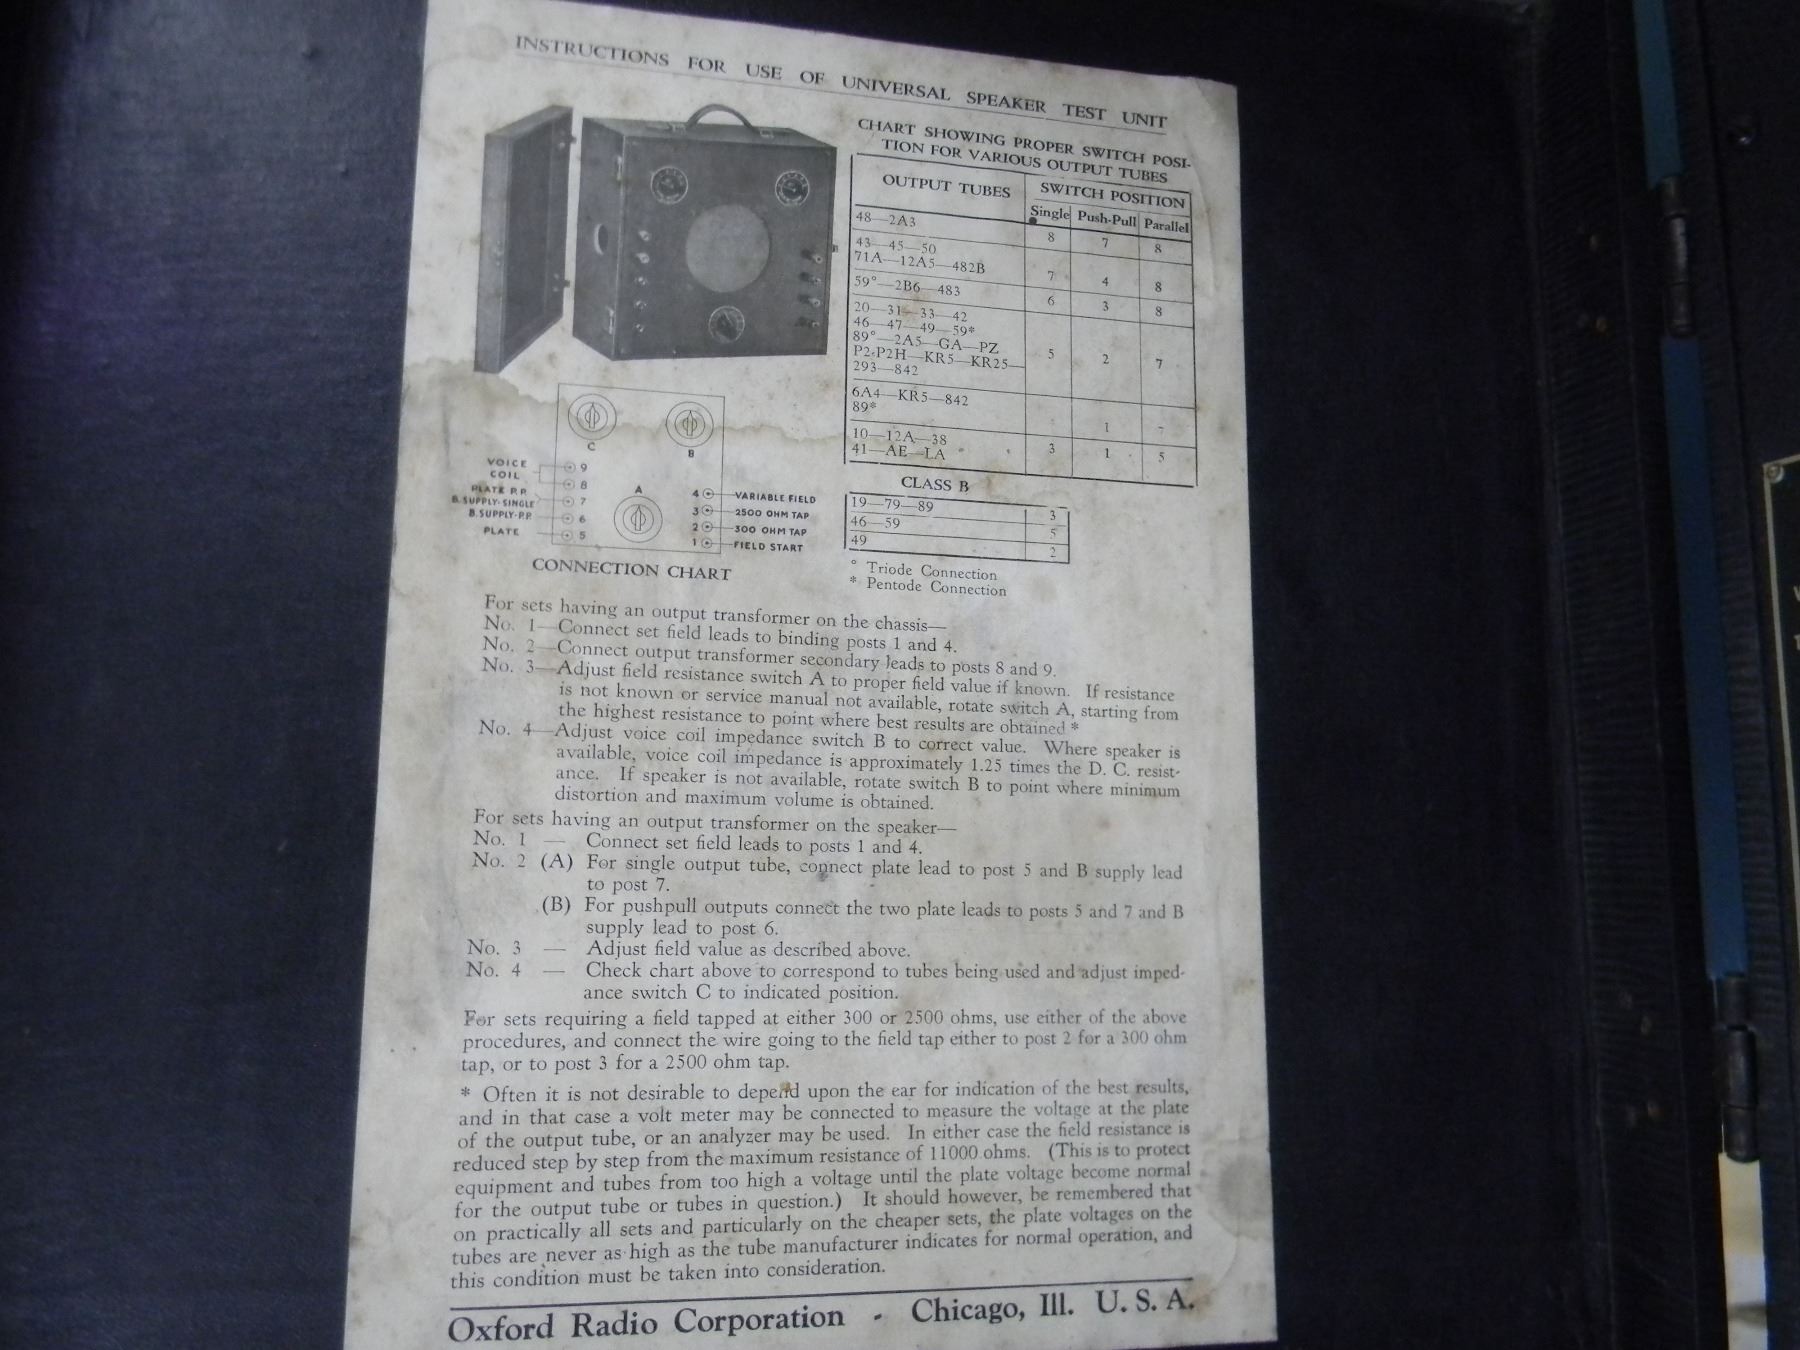 INSTRUCTIONS FOR USE OF UNIVERSAL SPEAKER TEST UNIT
CHART SHOWING PROPER SWITCH POSI-
TION FOR VARIOUS OUTPUT TUBES
OUTPUT TUBES SWITCH POSITION
Single Push-Pull Parallel
48—2A3 8 7 8
43—45—50
71A—12A5—482B 7 4 8
59°—2B6—483 6 3 8
20—31—33—42
46—47—49—59*
89°—2A5—GA—PZ
P2-P2H—KR5—KR25— 5 2 7
293—842
6A4—KR5—842
89* 1 7
10—12A—38
41—AE—LA 3 1 5
CLASS B
19—79—89 3
46—59 5
49 2
° Triode Connection
* Pentode Connection
C
B
A
VOICE
COIL
9
8
PLATE P.P.
B.SUPPLY-SINGLE 7
B.SUPPLY-P.P. 6
PLATE 5
4 VARIABLE FIELD
3 2500 OHM TAP
2 300 OHM TAP
1 FIELD START
CONNECTION CHART
For sets having an output transformer on the chassis—
No. 1—Connect set field leads to binding posts 1 and 4.
No. 2—Connect output transformer secondary leads to posts 8 and 9.
No. 3—Adjust field resistance switch A to proper field value if known. If resistance
is not known or service manual not available, rotate switch A, starting from
the highest resistance to point where best results are obtained *
No. 4—Adjust voice coil impedance switch B to correct value. Where speaker is
available, voice coil impedance is approximately 1.25 times the D. C. resist-
ance. If speaker is not available, rotate switch B to point where minimum
distortion and maximum volume is obtained.
For sets having an output transformer on the speaker—
No. 1 — Connect set field leads to posts 1 and 4.
No. 2 (A) For single output tube, connect plate lead to post 5 and B supply lead
to post 7.
(B) For pushpull outputs connect the two plate leads to posts 5 and 7 and B
supply lead to post 6.
No. 3 — Adjust field value as described above.
No. 4 — Check chart above to correspond to tubes being used and adjust imped-
ance switch C to indicated position.
For sets requiring a field tapped at either 300 or 2500 ohms, use either of the above
procedures, and connect the wire going to the field tap either to post 2 for a 300 ohm
tap, or to post 3 for a 2500 ohm tap.
* Often it is not desirable to depend upon the ear for indication of the best results,
and in that case a volt meter may be connected to measure the voltage at the plate
of the output tube, or an analyzer may be used. In either case the field resistance is
reduced step by step from the maximum resistance of 11000 ohms. (This is to protect
equipment and tubes from too high a voltage until the plate voltage become normal
for the output tube or tubes in question.) It should however, be remembered that
on practically all sets and particularly on the cheaper sets, the plate voltages on the
tubes are never as high as the tube manufacturer indicates for normal operation, and
this condition must be taken into consideration.
Oxford Radio Corporation - Chicago, Ill. U. S. A.